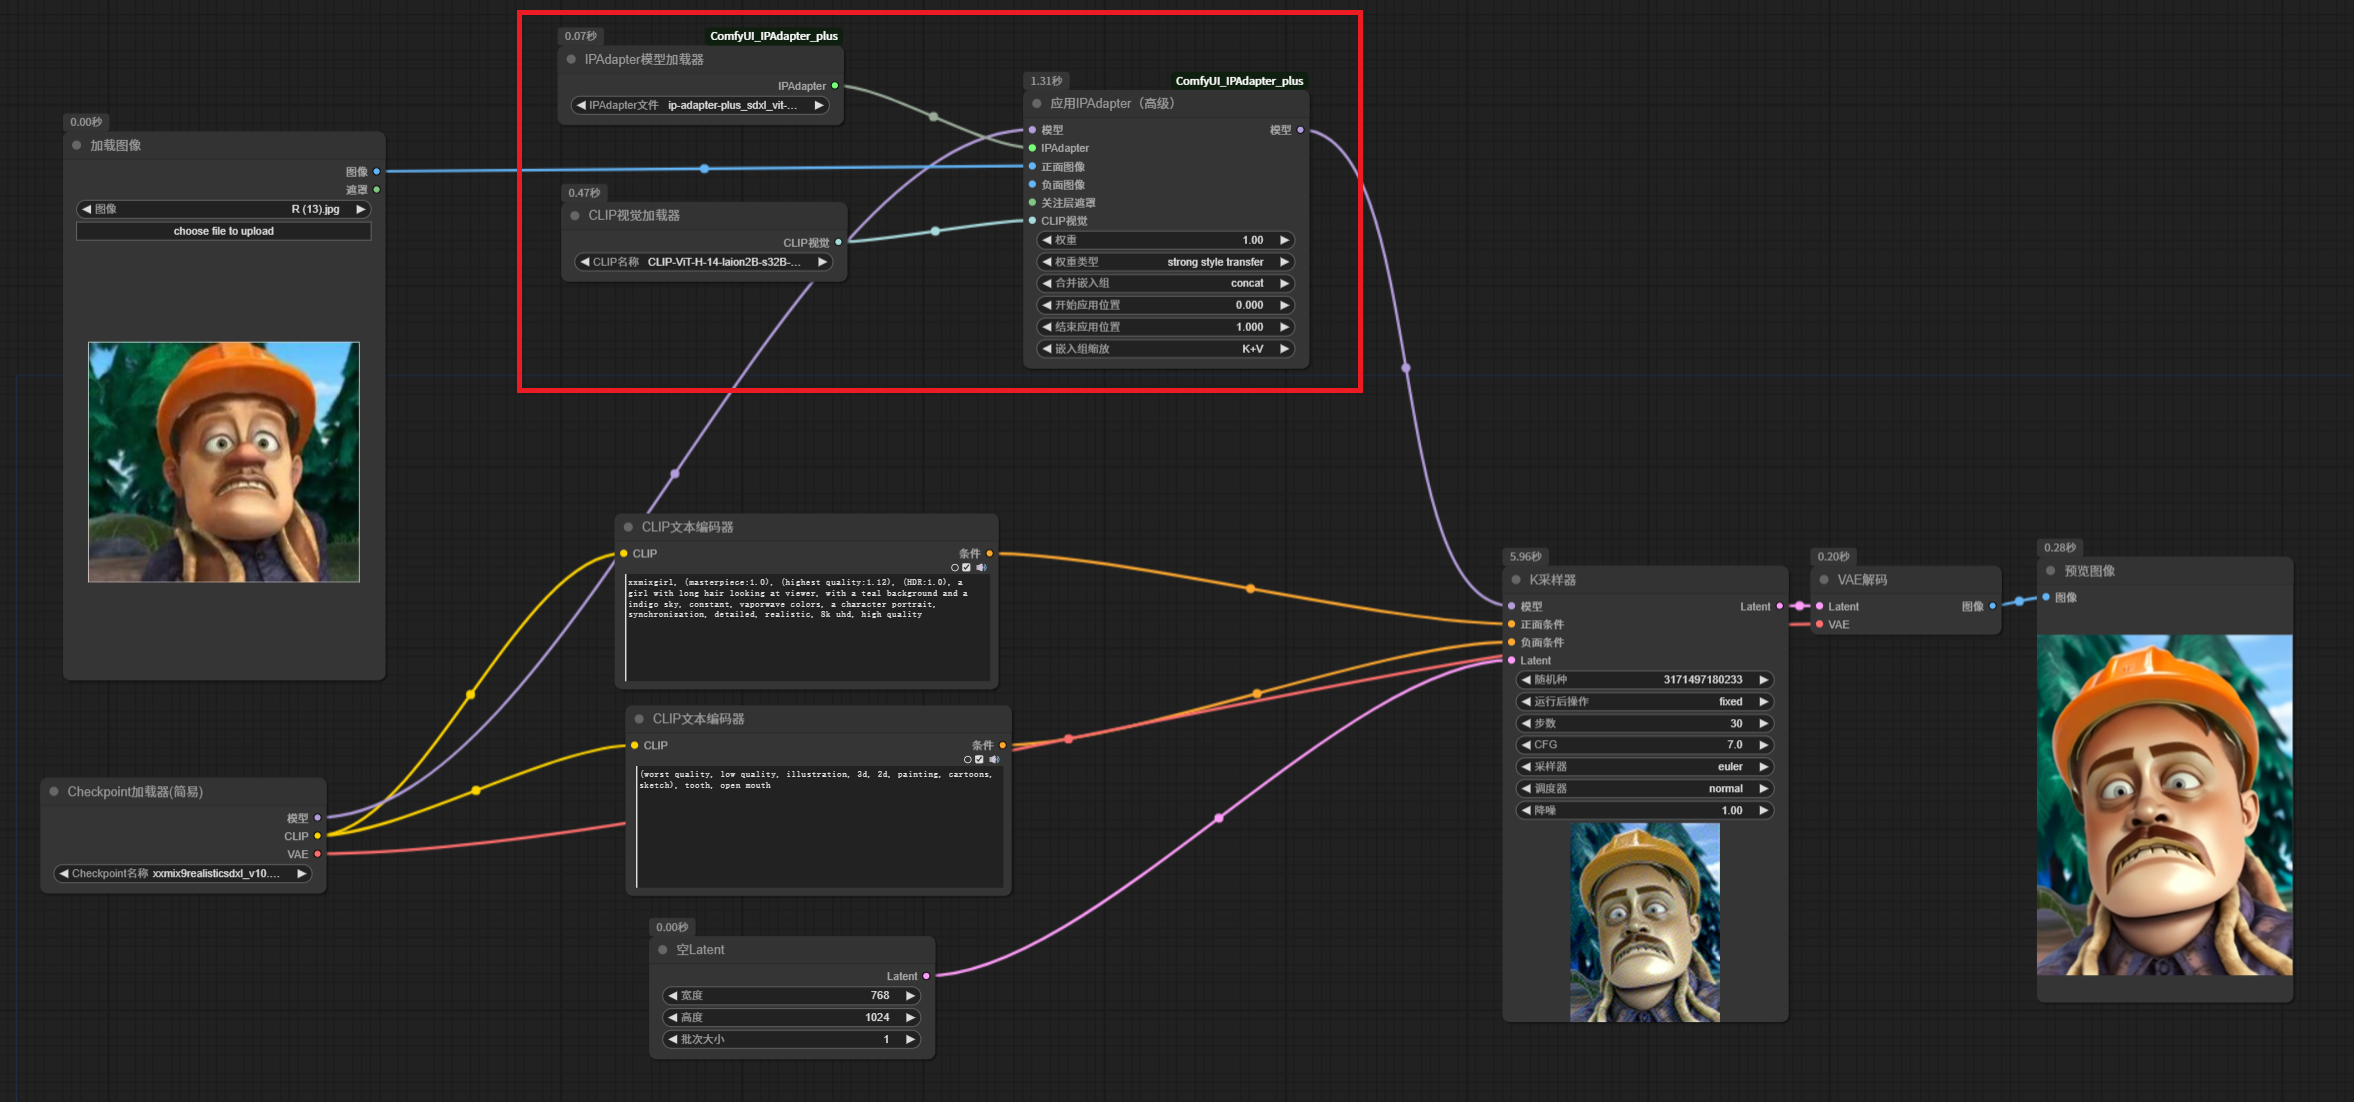 0.00秒
加载图像
图像
遮罩
图像 R (13).jpg
choose file to upload
0.07秒 ComfyUI_IPAdapter_plus
IPAdapter模型加载器
IPAdapter
IPAdapter文件 ip-adapter-plus_sdxl_vit-...
0.47秒
CLIP视觉加载器
CLIP视觉
CLIP名称 CLIP-ViT-H-14-laion2B-s32B-...
1.31秒 ComfyUI_IPAdapter_plus
应用IPAdapter（高级）
模型 模型
IPAdapter
正面图像
负面图像
关注层遮罩
CLIP视觉
权重 1.00
权重类型 strong style transfer
合并嵌入组 concat
开始应用位置 0.000
结束应用位置 1.000
嵌入组缩放 K+V
CLIP文本编码器
CLIP 条件
xxmixgirl, (masterpiece:1.0), (highest quality:1.12), (HDR:1.0), a
girl with long hair looking at viewer, with a teal background and a
indigo sky, constant, vaporwave colors, a character portrait,
synchronization, detailed, realistic, 8k uhd, high quality
CLIP文本编码器
CLIP 条件
(worst quality, low quality, illustration, 3d, 2d, painting, cartoons,
sketch), tooth, open mouth
Checkpoint加载器(简易)
模型
CLIP
VAE
Checkpoint名称 xxmix9realisticsdxl_v10....
0.00秒
空Latent
Latent
宽度 768
高度 1024
批次大小 1
5.96秒
K采样器
模型 Latent
正面条件
负面条件
Latent
随机种 3171497180233
运行后操作 fixed
步数 30
CFG 7.0
采样器 euler
调度器 normal
降噪 1.00
0.20秒
VAE解码
Latent 图像
VAE
0.28秒
预览图像
图像